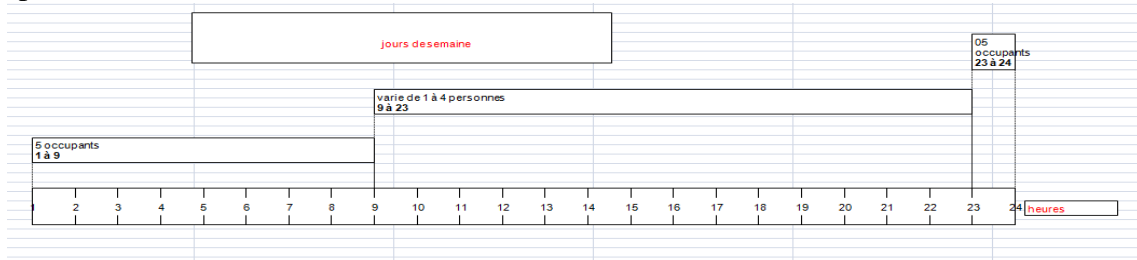 jours de semaine
05
occupants
23 à 24
varie de 1 à 4 personnes
9 à 23
5 occupants
1 à 9
1 2 3 4 5 6 7 8 9 10 11 12 13 14 15 16 17 18 19 20 21 22 23 24 heures